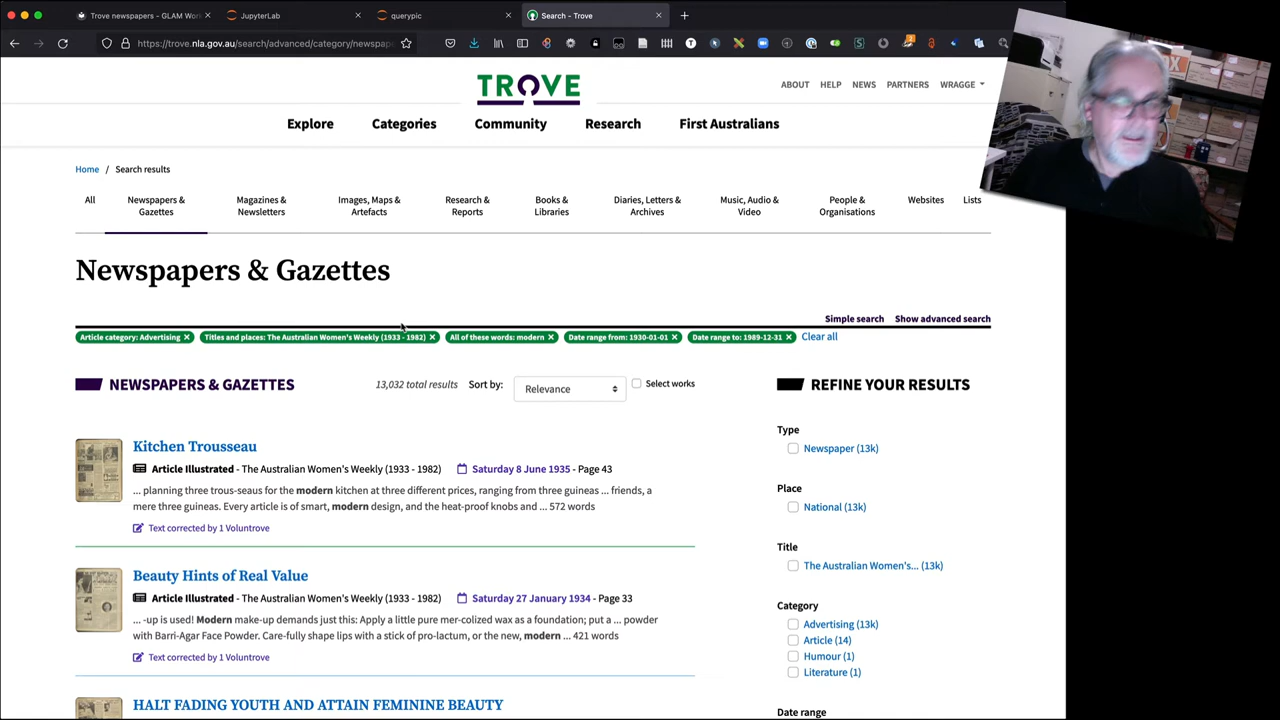 Trove newspapers - GLAM Wor
JupyterLab
querypic
Search - Trove
https://trove.nla.gov.au/search/advanced/category/newspap
TROVE
ABOUT HELP NEWS PARTNERS WRAGGE
Explore Categories Community Research First Australians
Home / Search results
All
Newspapers & Gazettes
Magazines & Newsletters
Images, Maps & Artefacts
Research & Reports
Books & Libraries
Diaries, Letters & Archives
Music, Audio & Video
People & Organisations
Websites
Lists
Newspapers & Gazettes
Simple search Show advanced search
Article category: Advertising × Titles and places: The Australian Women's Weekly (1933 - 1982) × All of these words: modern × Date range from: 1930-01-01 × Date range to: 1989-12-31 × Clear all
NEWSPAPERS & GAZETTES 13,032 total results Sort by: Relevance Select works
Kitchen Trousseau
Article Illustrated - The Australian Women's Weekly (1933 - 1982) Saturday 8 June 1935 - Page 43
... planning three trous-seaus for the modern kitchen at three different prices, ranging from three guineas ... friends, a
mere three guineas. Every article is of smart, modern design, and the heat-proof knobs and ... 572 words
Text corrected by 1 Voluntrove
Beauty Hints of Real Value
Article Illustrated - The Australian Women's Weekly (1933 - 1982) Saturday 27 January 1934 - Page 33
... -up is used! Modern make-up demands just this: Apply a little pure mer-colized wax as a foundation; put a ... powder
with Barri-Agar Face Powder. Care-fully shape lips with a stick of pro-lactum, or the new, modern ... 421 words
Text corrected by 1 Voluntrove
HALT FADING YOUTH AND ATTAIN FEMININE BEAUTY
REFINE YOUR RESULTS
Type
Newspaper (13k)
Place
National (13k)
Title
The Australian Women's... (13k)
Category
Advertising (13k)
Article (14)
Humour (1)
Literature (1)
Date range